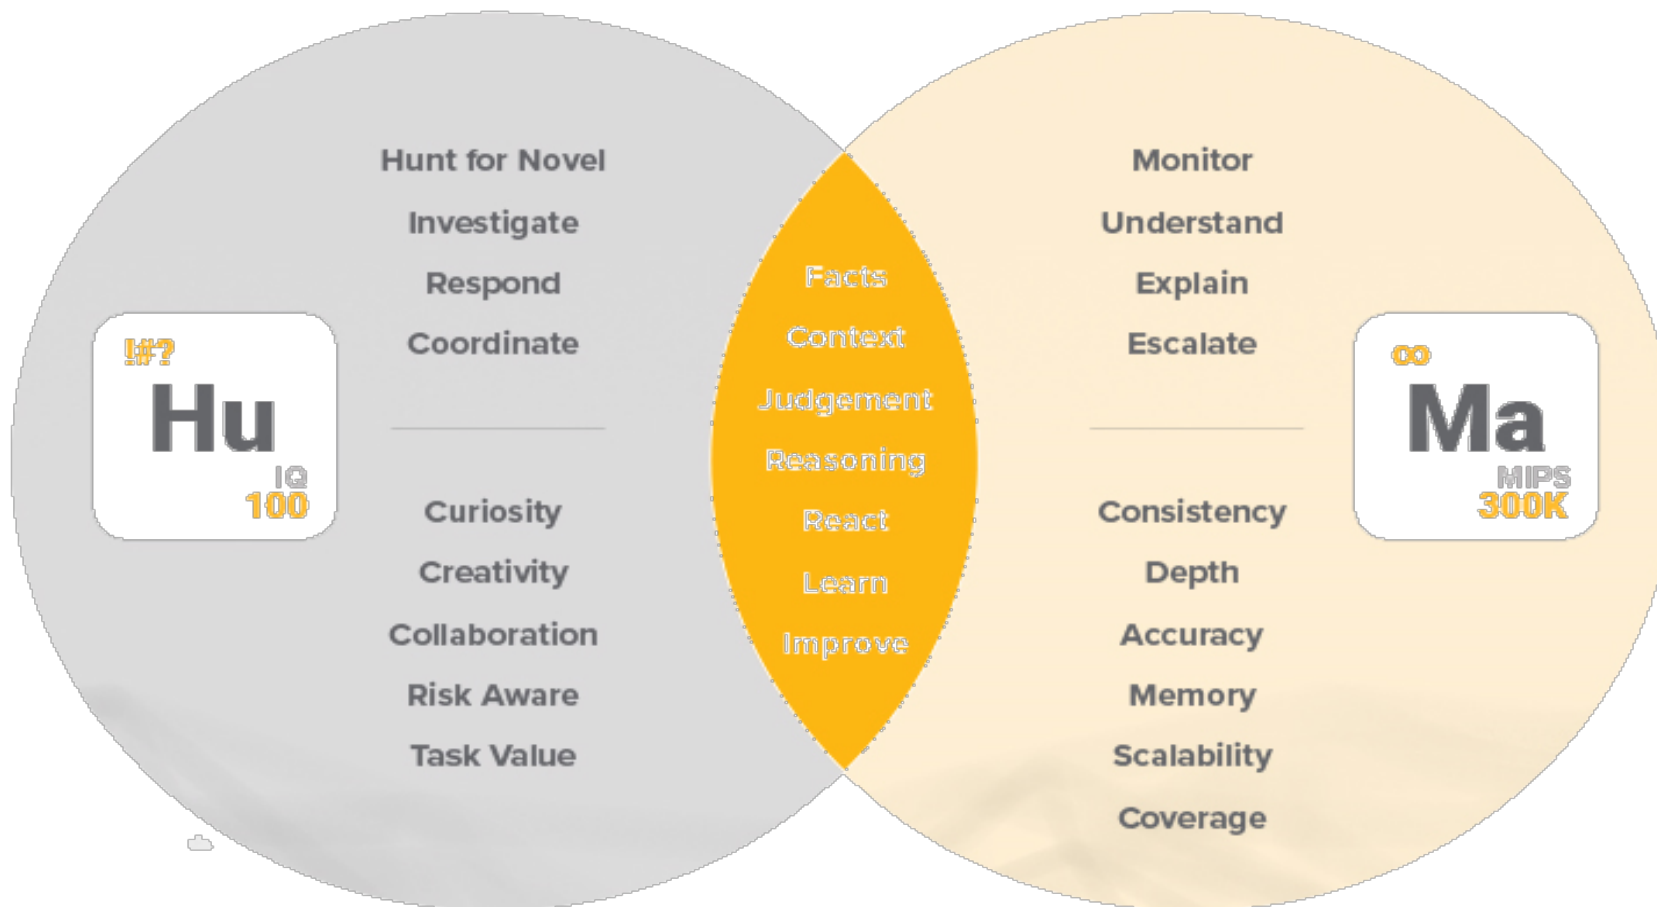 Hunt for Novel
Investigate
Respond
Coordinate
!#?
Hu
IQ
100
Curiosity
Creativity
Collaboration
Risk Aware
Task Value
Facts
Context
Judgement
Reasoning
React
Learn
Improve
Monitor
Understand
Explain
Escalate
∞
Ma
MIPS
300K
Consistency
Depth
Accuracy
Memory
Scalability
Coverage